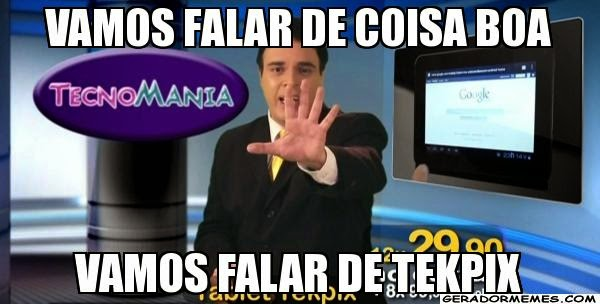 VAMOS FALAR DE COISA BOA
TECNOMANIA
Google
29,90
VAMOS FALAR DE TEKPIX
Tablet Tekpix
GERADORMEMES.COM